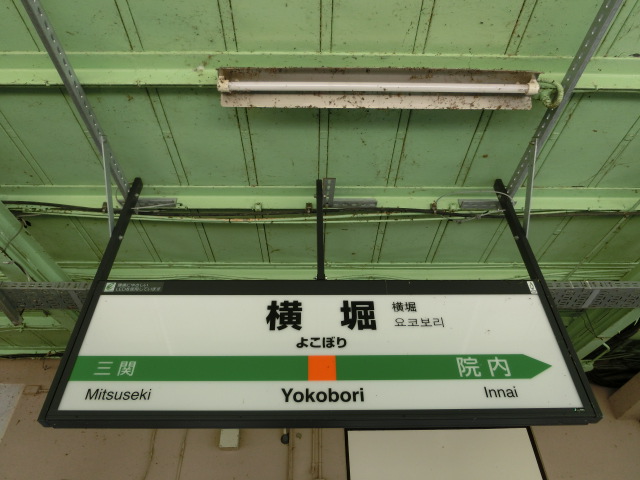 横堀
横堀
요코보리
よこぼり
三関
院内
Mitsuseki
Yokobori
Innai